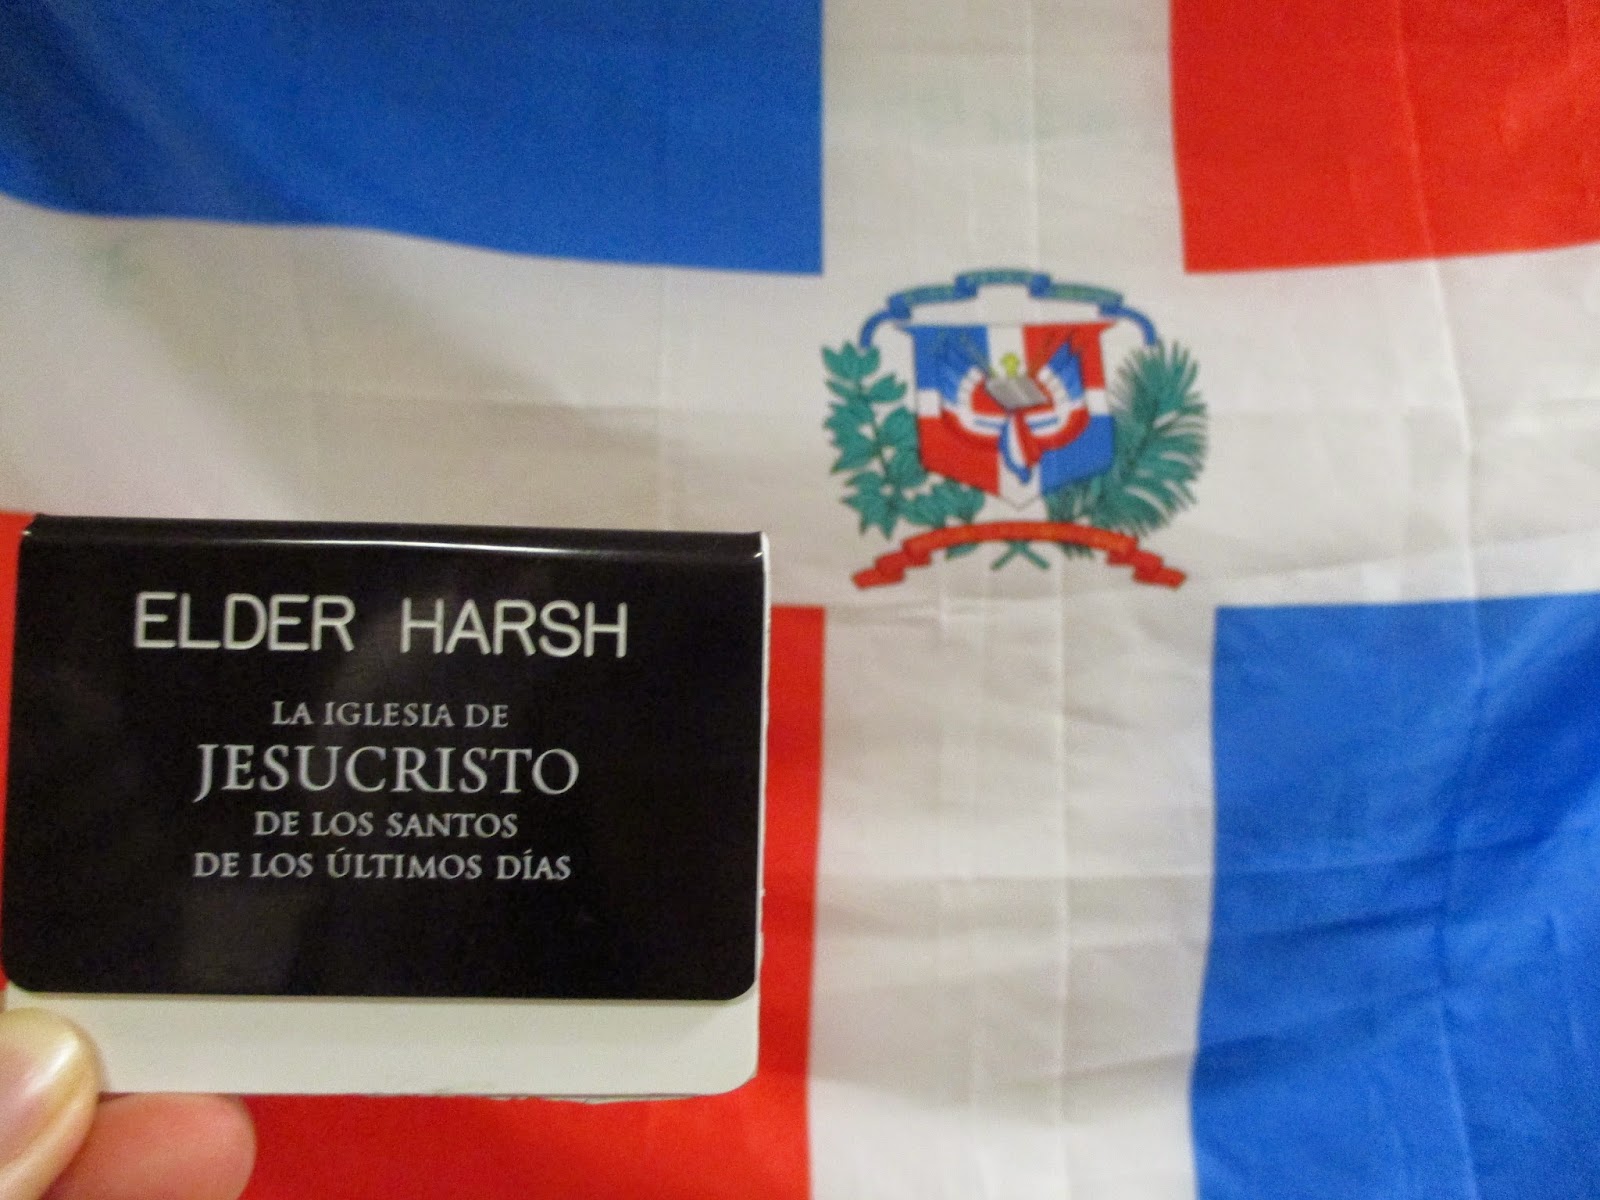 ELDER HARSH
LA IGLESIA DE
JESUCRISTO
DE LOS SANTOS
DE LOS ÚLTIMOS DÍAS